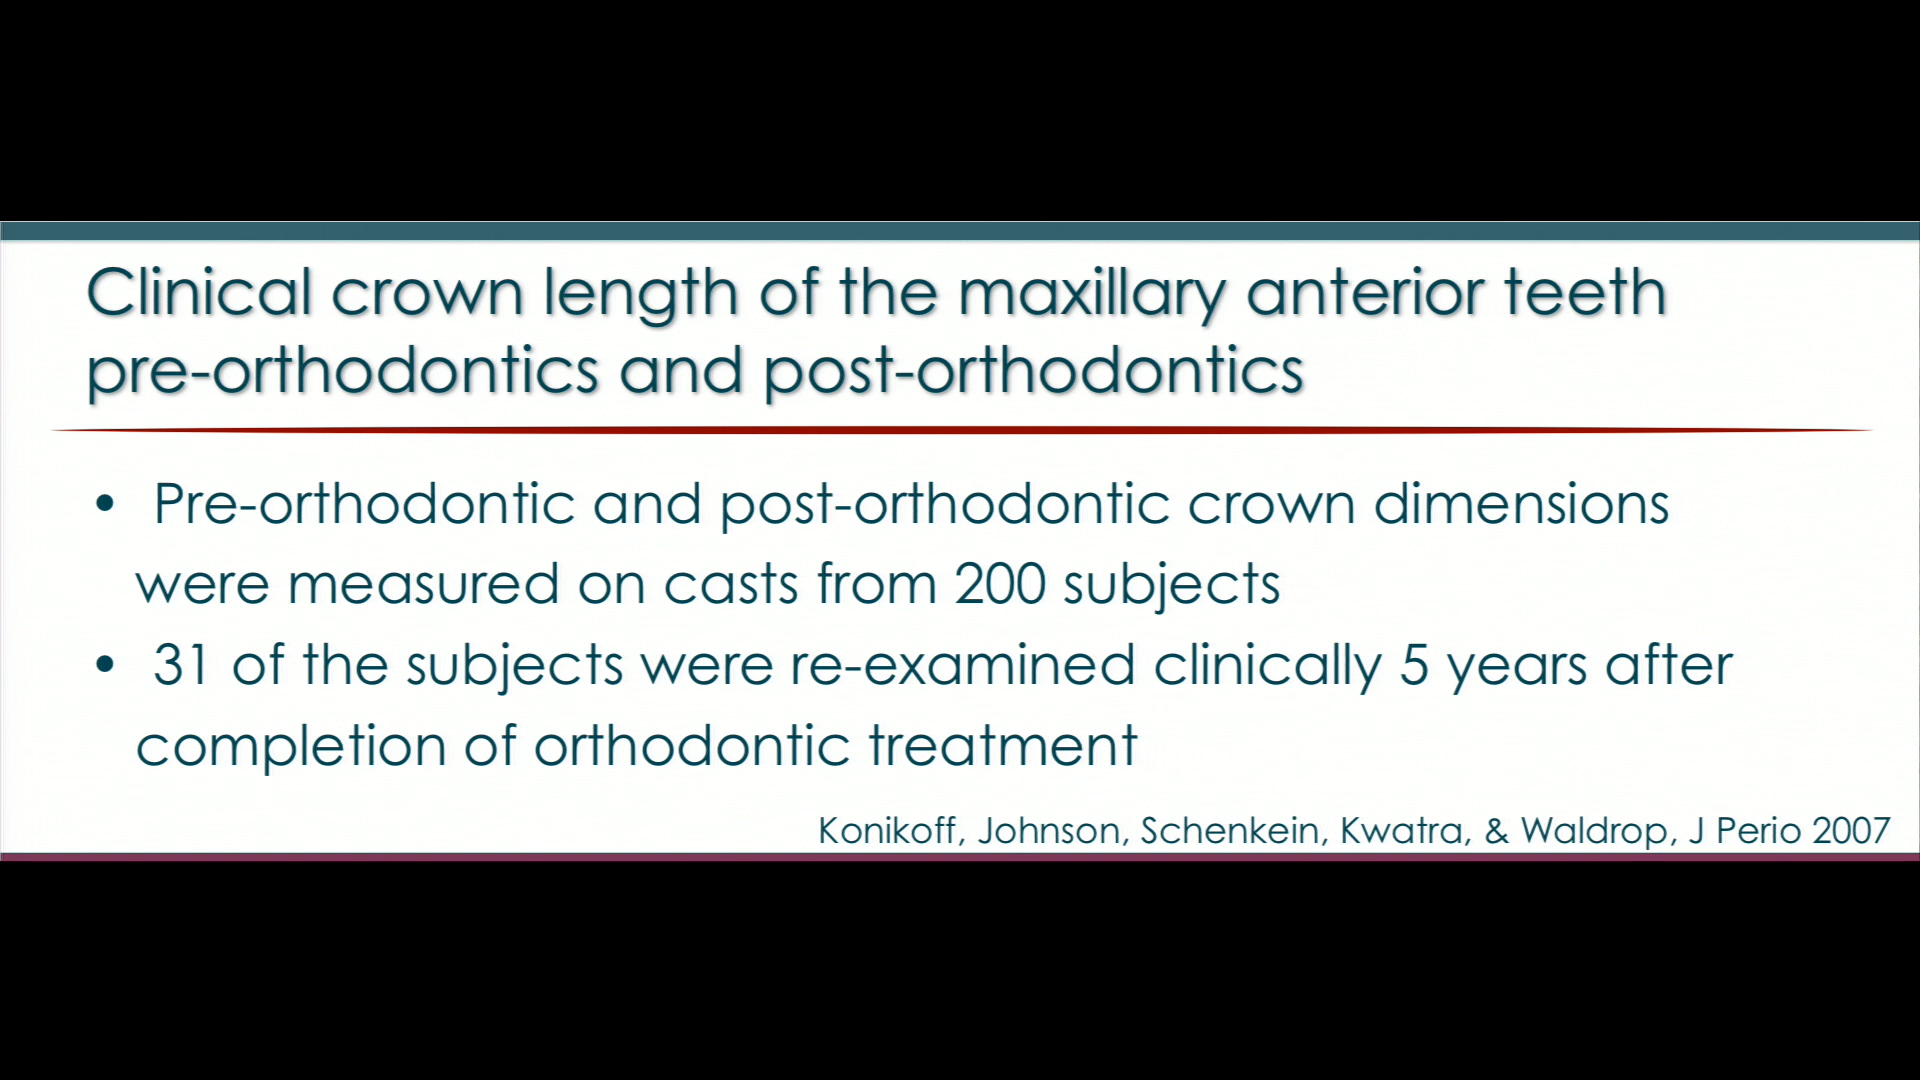 Clinical crown length of the maxillary anterior teeth
pre-orthodontics and post-orthodontics
• Pre-orthodontic and post-orthodontic crown dimensions
were measured on casts from 200 subjects
• 31 of the subjects were re-examined clinically 5 years after
completion of orthodontic treatment
Konikoff, Johnson, Schenkein, Kwatra, & Waldrop, J Perio 2007